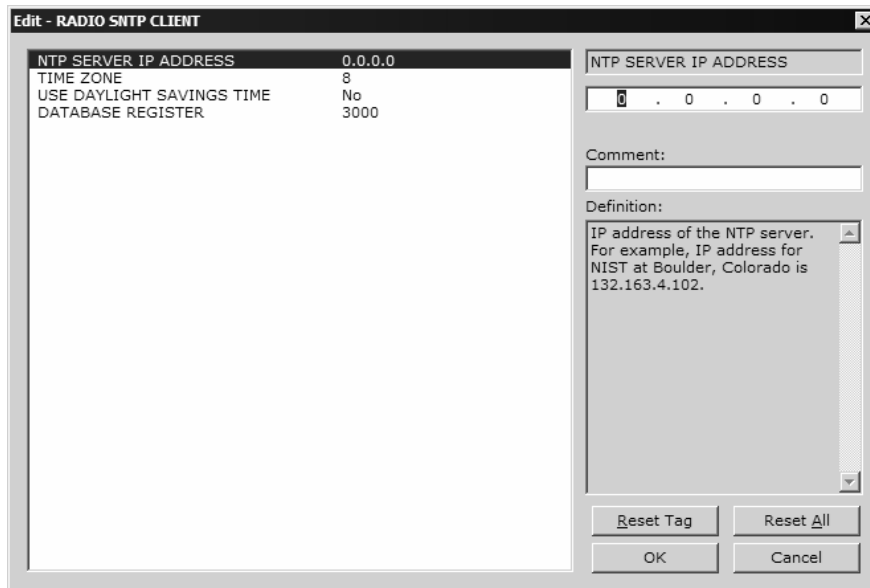 Edit - RADIO SNTP CLIENT
NTP SERVER IP ADDRESS 0.0.0.0
TIME ZONE 8
USE DAYLIGHT SAVINGS TIME No
DATABASE REGISTER 3000
NTP SERVER IP ADDRESS
0 . 0 . 0 . 0
Comment:
Definition:
IP address of the NTP server.
For example, IP address for
NIST at Boulder, Colorado is
132.163.4.102.
Reset Tag Reset All
OK Cancel